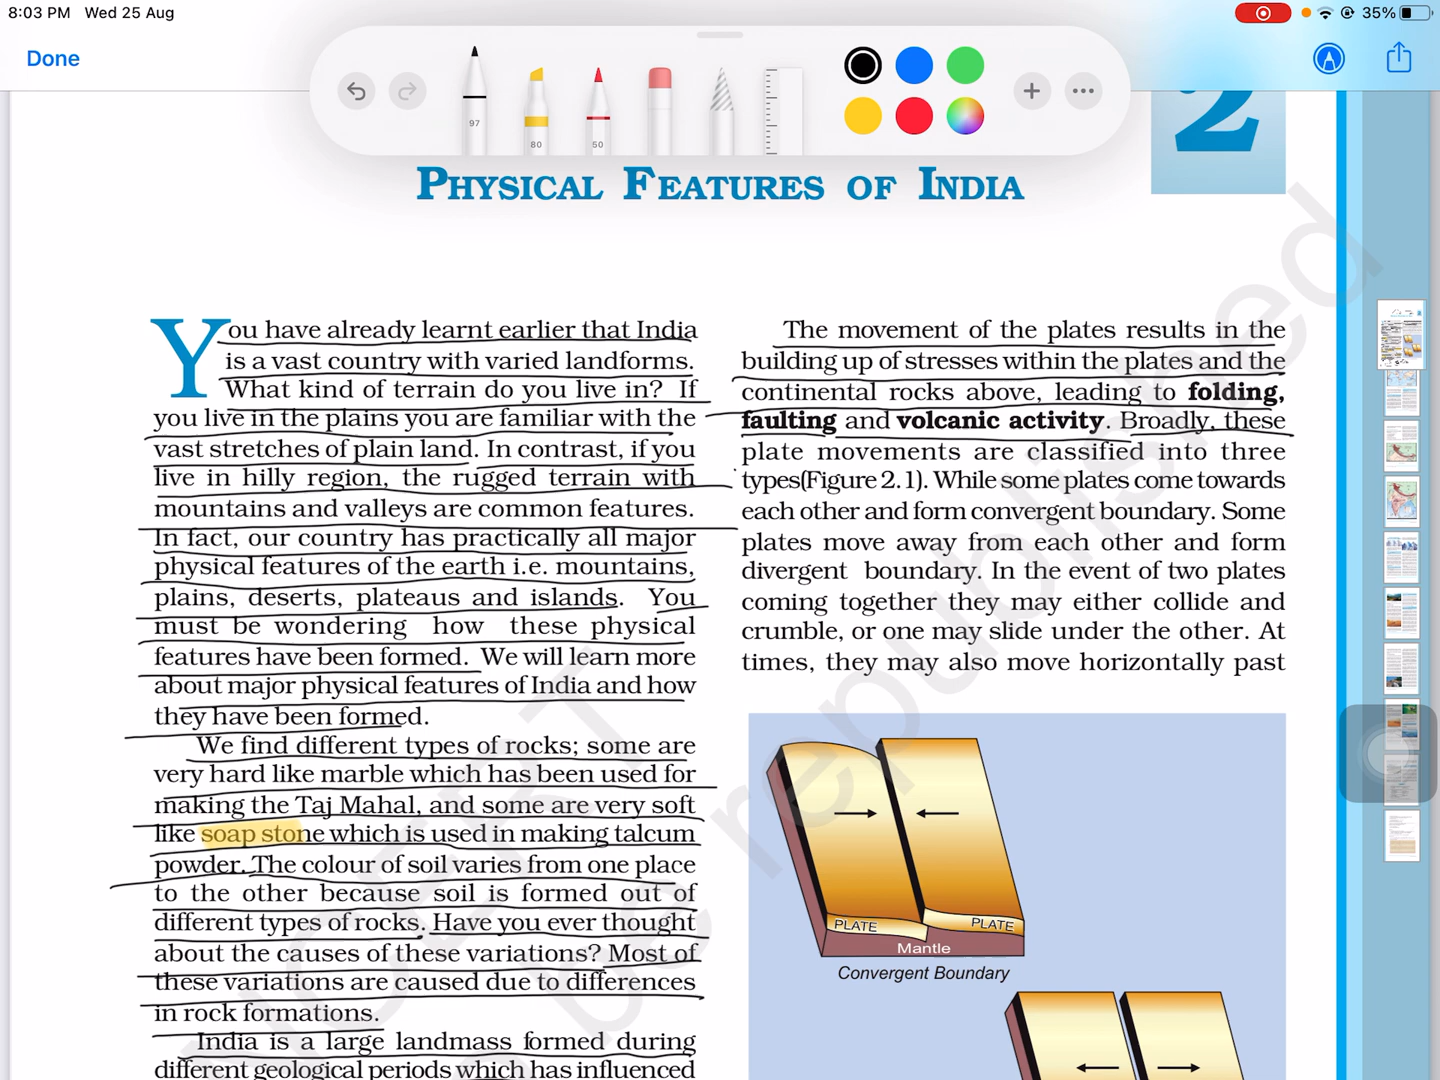 8:03 PM Wed 25 Aug
35%
Done
97
80
50
2
PHYSICAL FEATURES OF INDIA
You have already learnt earlier that India
is a vast country with varied landforms.
What kind of terrain do you live in? If
you live in the plains you are familiar with the
vast stretches of plain land. In contrast, if you
live in hilly region, the rugged terrain with
mountains and valleys are common features.
In fact, our country has practically all major
physical features of the earth i.e. mountains,
plains, deserts, plateaus and islands. You
must be wondering how these physical
features have been formed. We will learn more
about major physical features of India and how
they have been formed.
We find different types of rocks; some are
very hard like marble which has been used for
making the Taj Mahal, and some are very soft
like soap stone which is used in making talcum
powder. The colour of soil varies from one place
to the other because soil is formed out of
different types of rocks. Have you ever thought
about the causes of these variations? Most of
these variations are caused due to differences
in rock formations.
India is a large landmass formed during
different geological periods which has influenced
The movement of the plates results in the
building up of stresses within the plates and the
continental rocks above, leading to folding,
faulting and volcanic activity. Broadly, these
plate movements are classified into three
types(Figure 2.1). While some plates come towards
each other and form convergent boundary. Some
plates move away from each other and form
divergent boundary. In the event of two plates
coming together they may either collide and
crumble, or one may slide under the other. At
times, they may also move horizontally past
PLATE
PLATE
Mantle
Convergent Boundary
NCERT
be republished